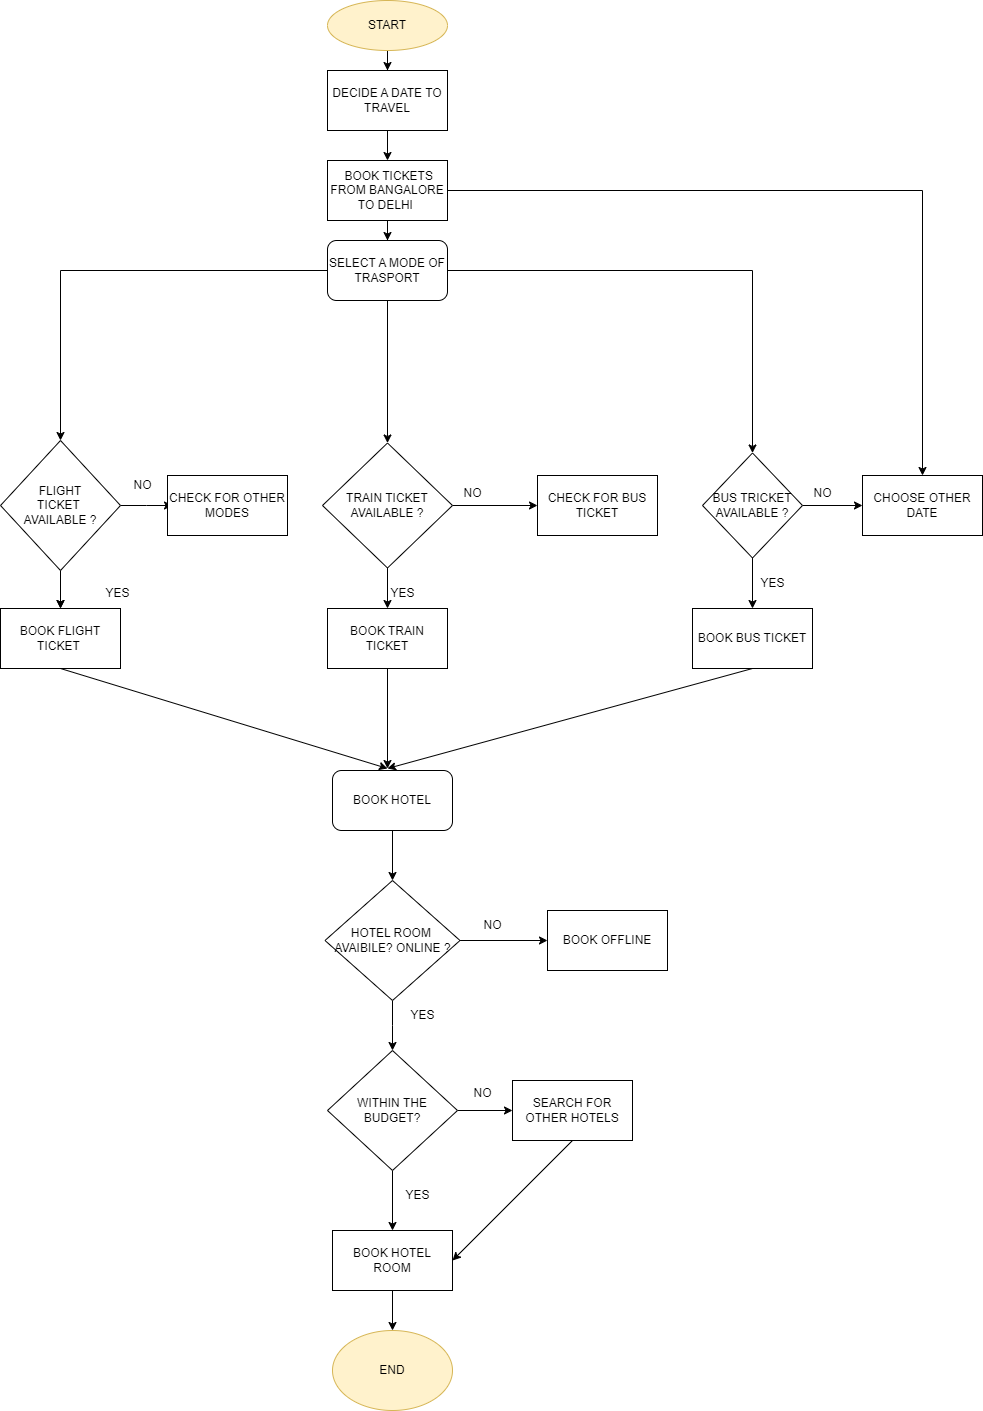 START
DECIDE A DATE TO
TRAVEL
BOOK TICKETS
FROM BANGALORE
TO DELHI
SELECT A MODE OF
TRASPORT
FLIGHT
TICKET
AVAILABLE ?
NO
CHECK FOR OTHER
MODES
TRAIN TICKET
AVAILABLE ?
NO
CHECK FOR BUS
TICKET
BUS TRICKET
AVAILABLE ?
NO
CHOOSE OTHER
DATE
YES
YES
YES
BOOK FLIGHT
TICKET
BOOK TRAIN
TICKET
BOOK BUS TICKET
BOOK HOTEL
HOTEL ROOM
AVAIBILE? ONLINE ?
NO
BOOK OFFLINE
YES
WITHIN THE
BUDGET?
NO
SEARCH FOR
OTHER HOTELS
YES
BOOK HOTEL
ROOM
END